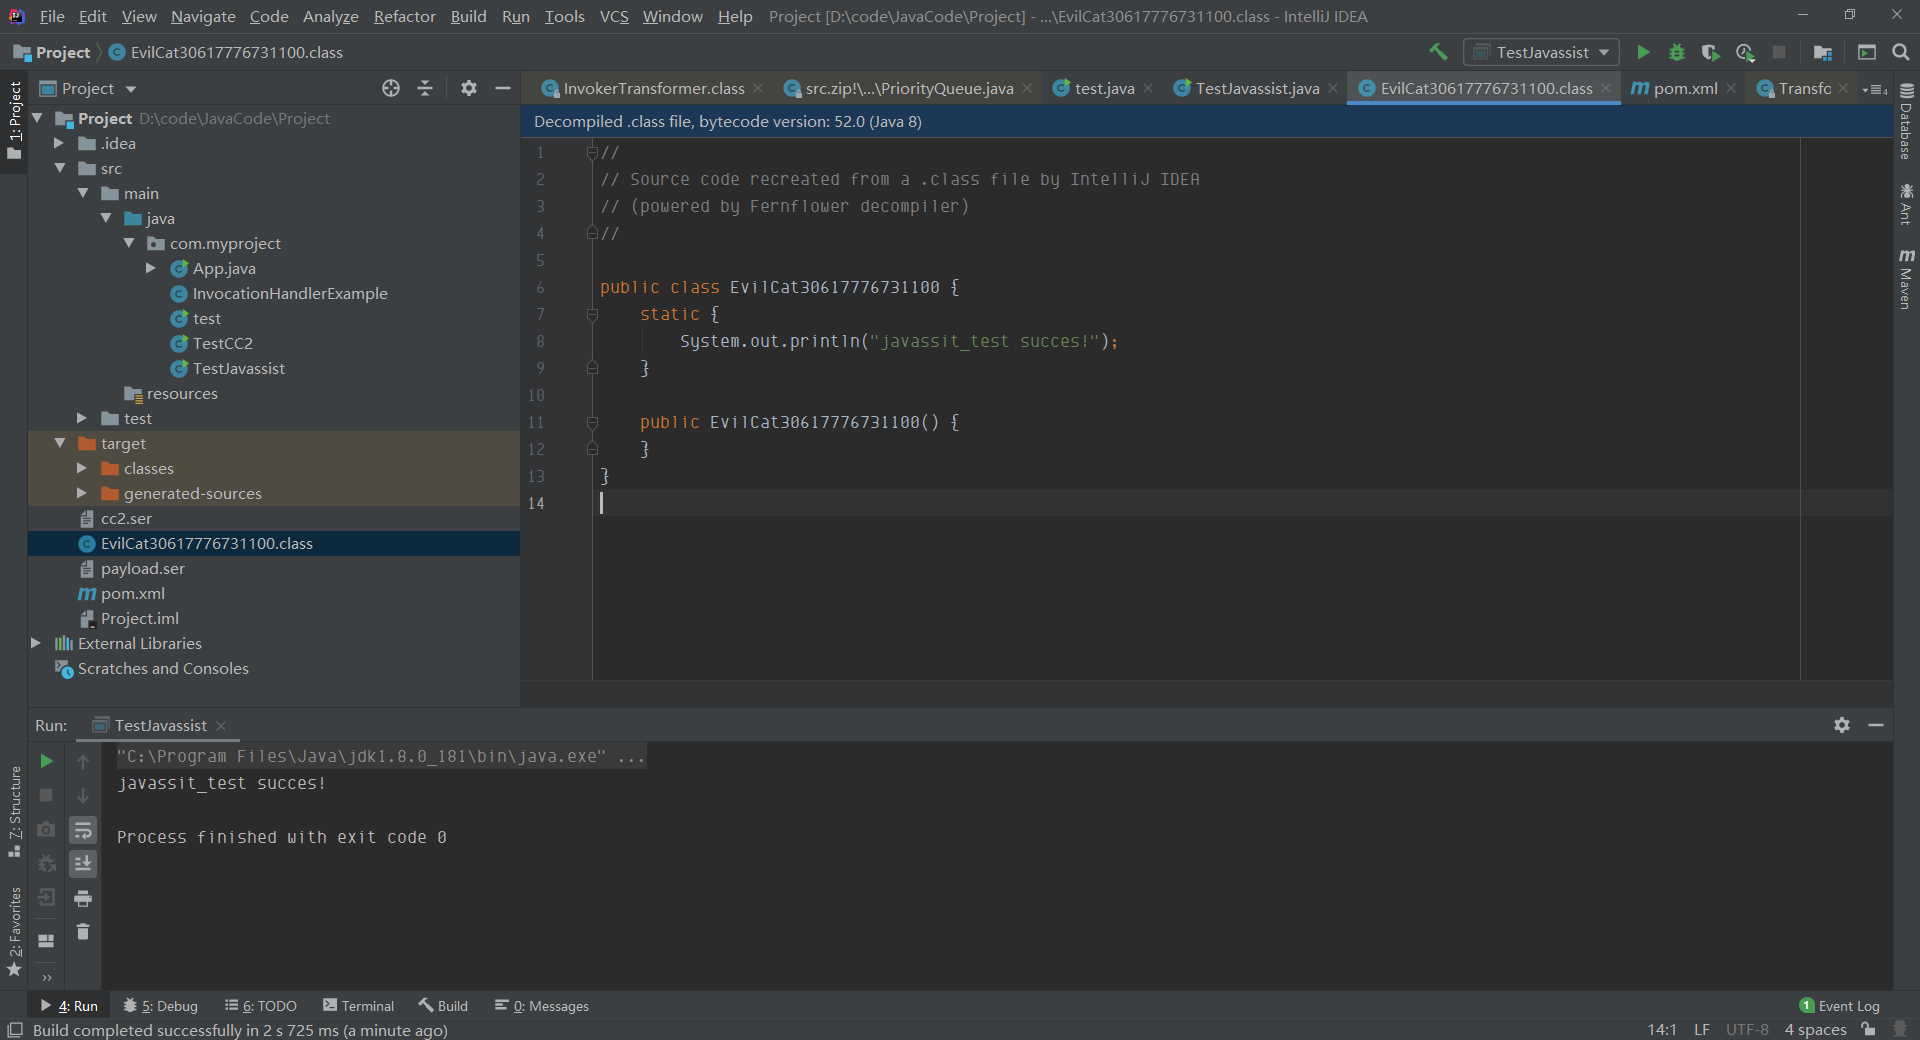 File Edit View Navigate Code Analyze Refactor Build Run Tools VCS Window Help Project [D:\code\JavaCode\Project] - ...\EvilCat30617776731100.class - IntelliJ IDEA
Project EvilCat30617776731100.class TestJavassist
Project InvokerTransformer.class src.zip!\...\PriorityQueue.java test.java TestJavassist.java EvilCat30617776731100.class m pom.xml Transfo 4
1: Project
Project D:\code\JavaCode\Project
.idea
src
main
java
com.myproject
App.java
InvocationHandlerExample
test
TestCC2
TestJavassist
resources
test
target
classes
generated-sources
cc2.ser
EvilCat30617776731100.class
payload.ser
m pom.xml
Project.iml
External Libraries
Scratches and Consoles
Decompiled .class file, bytecode version: 52.0 (Java 8)
1 //
2 // Source code recreated from a .class file by IntelliJ IDEA
3 // (powered by Fernflower decompiler)
4 //
5
6 public class EvilCat30617776731100 {
7 static {
8 System.out.println("javassit_test succes!");
9 }
10
11 public EvilCat30617776731100() {
12 }
13 }
14
Database
Ant
m Maven
Run: TestJavassist
"C:\Program Files\Java\jdk1.8.0_181\bin\java.exe" ...
javassit_test succes!
Process finished with exit code 0
7: Structure
2: Favorites
4: Run 5: Debug 6: TODO Terminal Build 0: Messages 1 Event Log
Build completed successfully in 2 s 725 ms (a minute ago) 14:1 LF UTF-8 4 spaces